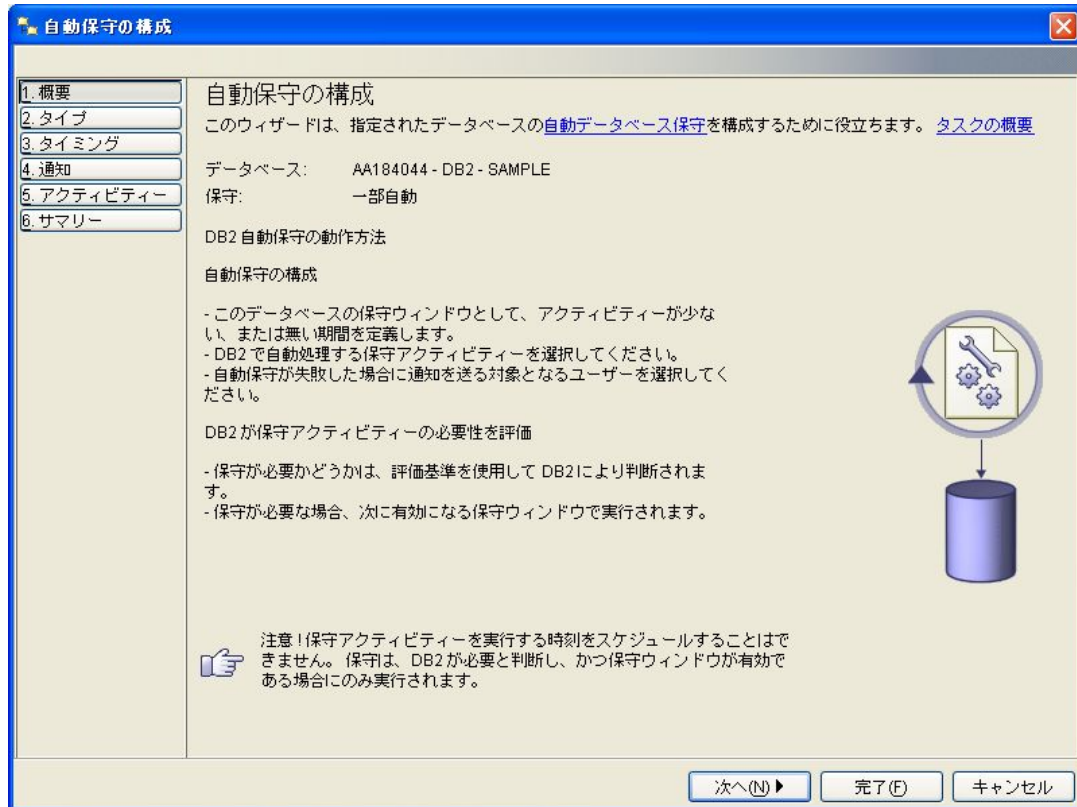 自動保守の構成
1. 概要
2. タイプ
3. タイミング
4. 通知
5. アクティビティー
6. サマリー
自動保守の構成
このウィザードは、指定されたデータベースの自動データベース保守を構成するために役立ちます。 タスクの概要
データベース: AA184044 - DB2 - SAMPLE
保守: 一部自動
DB2 自動保守の動作方法
自動保守の構成
- このデータベースの保守ウィンドウとして、アクティビティーが少な
い、または無い期間を定義します。
- DB2 で自動処理する保守アクティビティーを選択してください。
- 自動保守が失敗した場合に通知を送る対象となるユーザーを選択してく
ださい。
DB2 が保守アクティビティーの必要性を評価
- 保守が必要かどうかは、評価基準を使用して DB2 により判断されま
す。
- 保守が必要な場合、次に有効になる保守ウィンドウで実行されます。
注意 ! 保守アクティビティーを実行する時刻をスケジュールすることはで
きません。 保守は、DB2 が必要と判断し、かつ保守ウィンドウが有効で
ある場合にのみ実行されます。
次へ(N) 完了(F) キャンセル